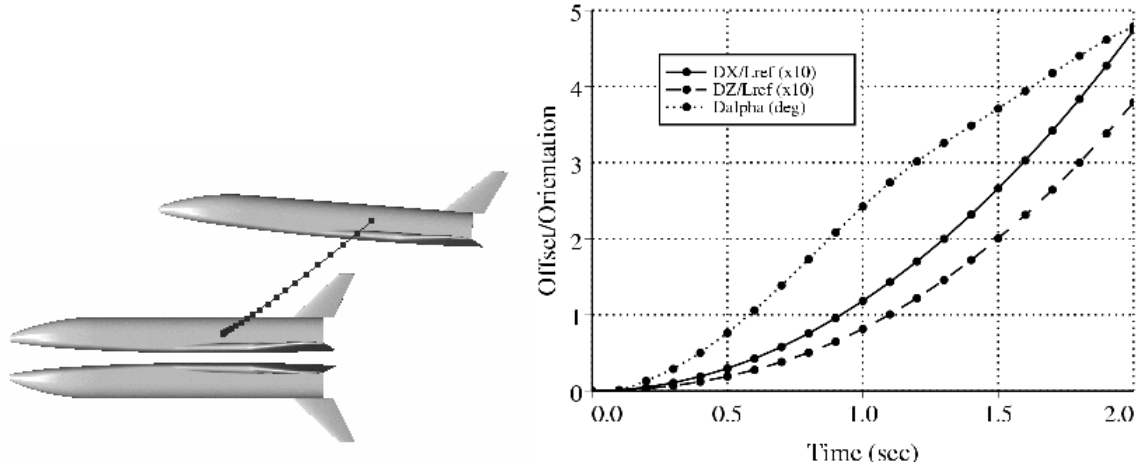 5
4
3
2
1
0
Offset/Orientation
DX/Lref (x10)
DZ/Lref (x10)
Dalpha (deg)
0.0 0.5 1.0 1.5 2.0
Time (sec)